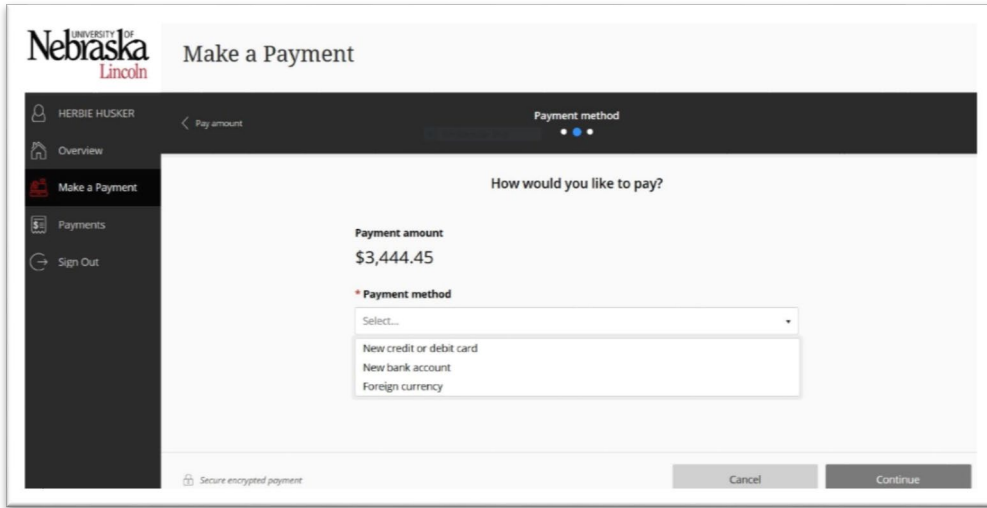 UNIVERSITY OF
Nebraska
Lincoln
Make a Payment
HERBIE HUSKER
Overview
Make a Payment
Payments
Sign Out
Pay amount
Payment method
How would you like to pay?
Payment amount
$3,444.45
* Payment method
Select...
New credit or debit card
New bank account
Foreign currency
Secure encrypted payment
Cancel
Continue